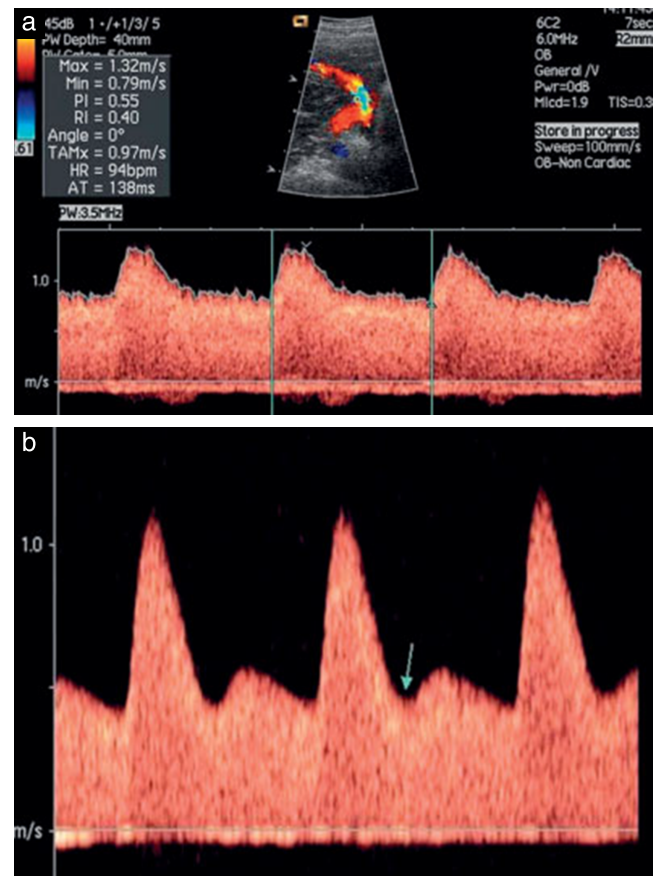 a
45dB 1 +/+1/3/5
PW Depth= 40mm
Max = 1.32m/s
Min = 0.79m/s
PI = 0.55
RI = 0.40
Angle = 0°
TAMx = 0.97m/s
HR = 94bpm
AT = 138ms
.61
6C2 7sec
6.0MHz R2mm
OB
General /V
Pwr=0dB
MIcd=1.9 TIS=0.3
Store in progress
Sweep=100mm/s
OB-Non Cardiac
PW:3.5MHz
1.0
m/s
b
1.0
m/s